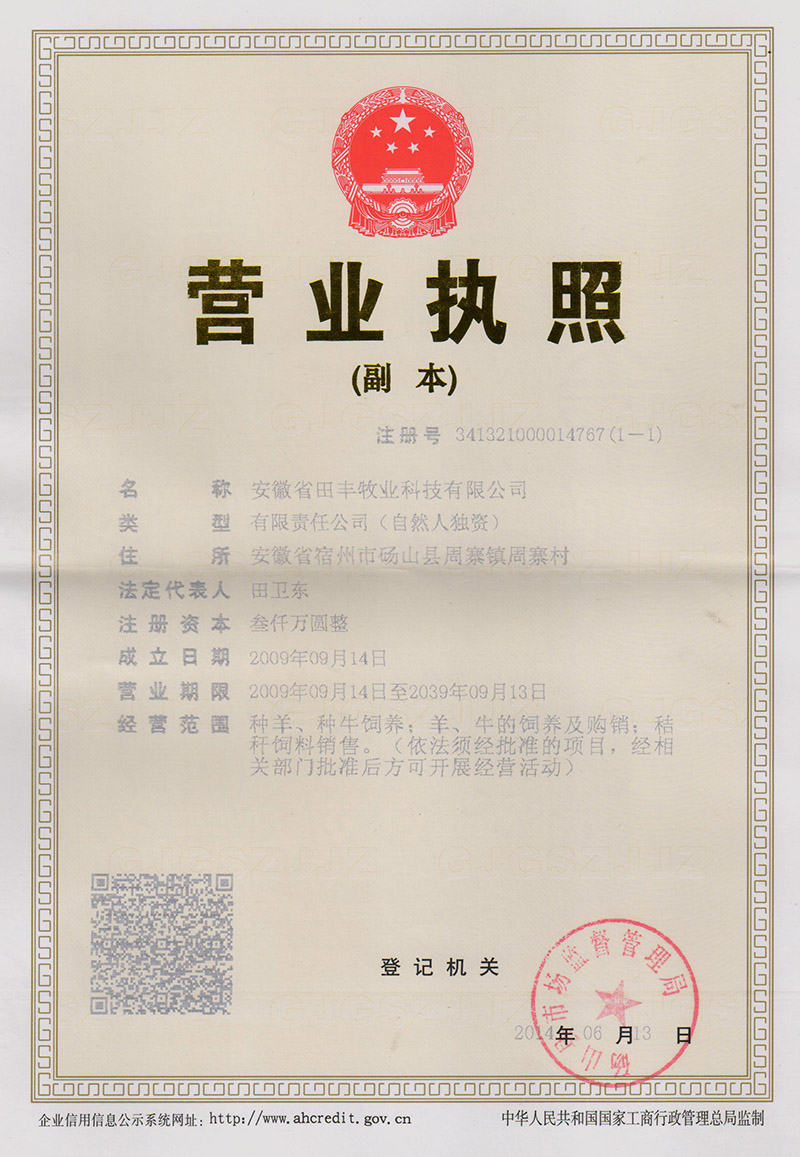 营业执照
(副本)
注册号 341321000014767(1-1)
名称 安徽省田丰牧业科技有限公司
类型 有限责任公司（自然人独资）
住所 安徽省宿州市砀山县周寨镇周寨村
法定代表人 田卫东
注册资本 叁仟万圆整
成立日期 2009年09月14日
营业期限 2009年09月14日至2039年09月13日
经营范围 种羊、种牛饲养；羊、牛的饲养及购销；秸
秆饲料销售。（依法须经批准的项目，经相
关部门批准后方可开展经营活动）
登记机关
砀山县市场监督管理局
2014年06月13日
企业信用信息公示系统网址：http://www.ahcredit.gov.cn
中华人民共和国国家工商行政管理总局监制